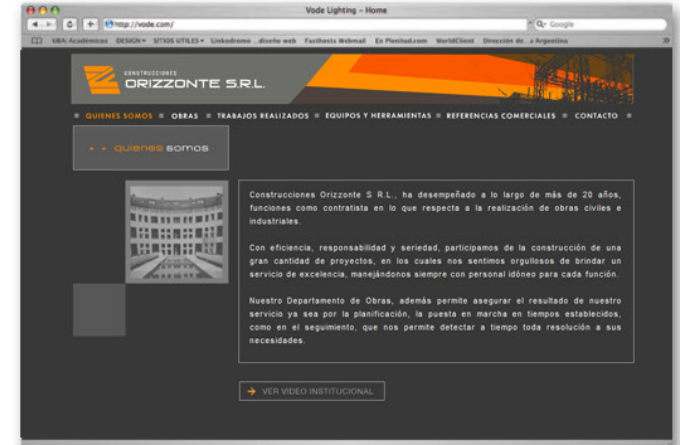 Vode Lighting – Home
http://vode.com/
Google
UBA: Académicos DESIGN SITIOS UTILES Linkedrome ...diseño web Fasthosts Webmail En Plenitud.com WorldClient Dirección de...a Argentina
CONSTRUCCIONES
ORIZZONTE S.R.L.
QUIENES SOMOS OBRAS TRABAJOS REALIZADOS EQUIPOS Y HERRAMIENTAS REFERENCIAS COMERCIALES CONTACTO
quienes somos
Construcciones Orizzonte S R.L., ha desempeñado a lo largo de más de 20 años,
funciones como contratista en lo que respecta a la realización de obras civiles e
industriales.
Con eficiencia, responsabilidad y seriedad, participamos de la construcción de una
gran cantidad de proyectos, en los cuales nos sentimos orgullosos de brindar un
servicio de excelencia, manejándonos siempre con personal idóneo para cada función.
Nuestro Departamento de Obras, además permite asegurar el resultado de nuestro
servicio ya sea por la planificación, la puesta en marcha en tiempos establecidos,
como en el seguimiento, que nos permite detectar a tiempo toda resolución a sus
necesidades.
VER VIDEO INSTITUCIONAL